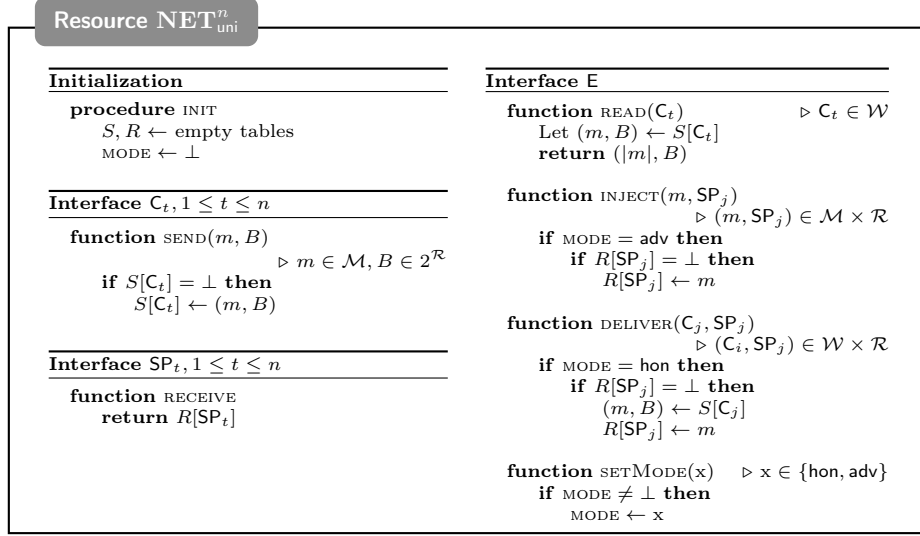 Resource NETⁿ_uni
Initialization
procedure INIT
S, R ← empty tables
MODE ← ⊥
Interface C_t, 1 ≤ t ≤ n
function SEND(m, B)
▷ m ∈ M, B ∈ 2^R
if S[C_t] = ⊥ then
S[C_t] ← (m, B)
Interface SP_t, 1 ≤ t ≤ n
function RECEIVE
return R[SP_t]
Interface E
function READ(C_t) ▷ C_t ∈ W
Let (m, B) ← S[C_t]
return (|m|, B)
function INJECT(m, SP_j)
▷ (m, SP_j) ∈ M × R
if MODE = adv then
if R[SP_j] = ⊥ then
R[SP_j] ← m
function DELIVER(C_j, SP_j)
▷ (C_i, SP_j) ∈ W × R
if MODE = hon then
if R[SP_j] = ⊥ then
(m, B) ← S[C_j]
R[SP_j] ← m
function SETMODE(x) ▷ x ∈ {hon, adv}
if MODE ≠ ⊥ then
MODE ← x